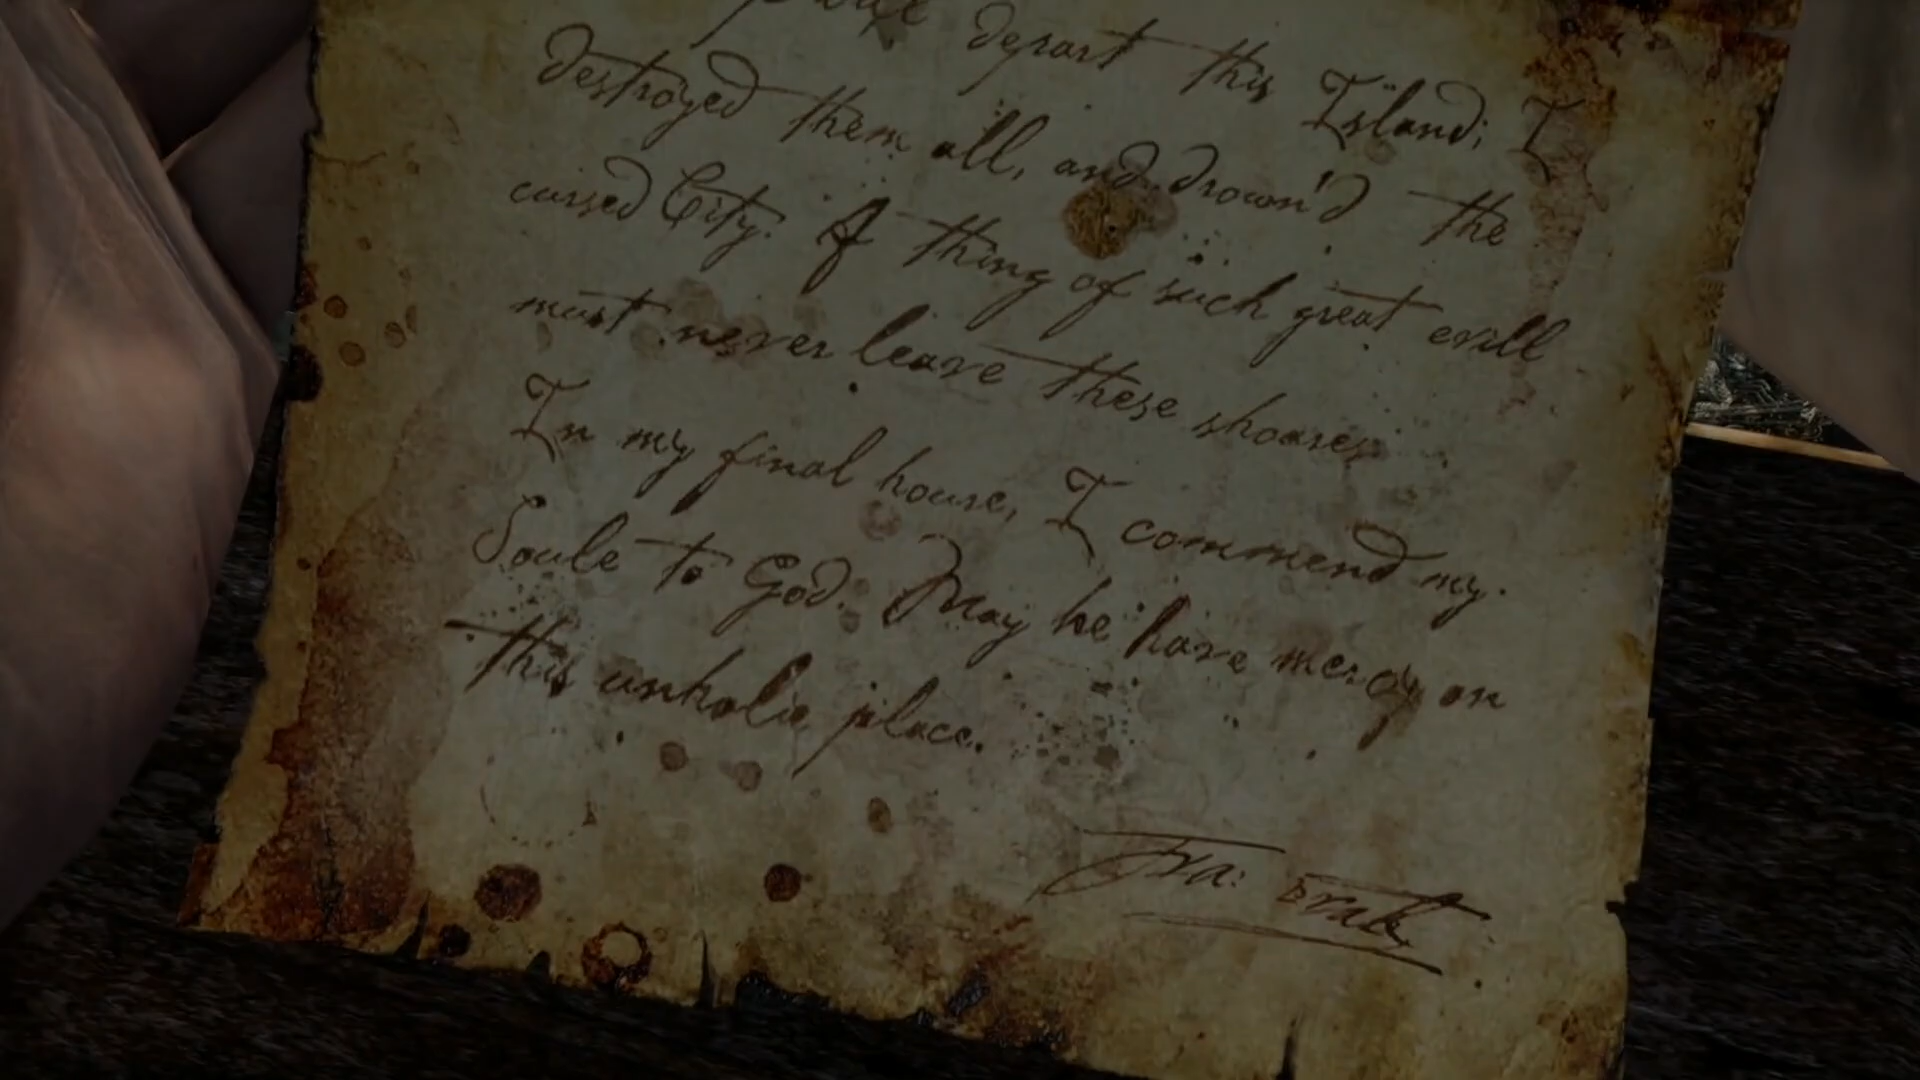 depart this Island; I
destroyed them all, and drown'd the
cursed City. A thing of such great evill
must never leave these shoares
In my final houre, I commend my
Soule to God. May he have mercy on
this unholie place.
Fra: Drak